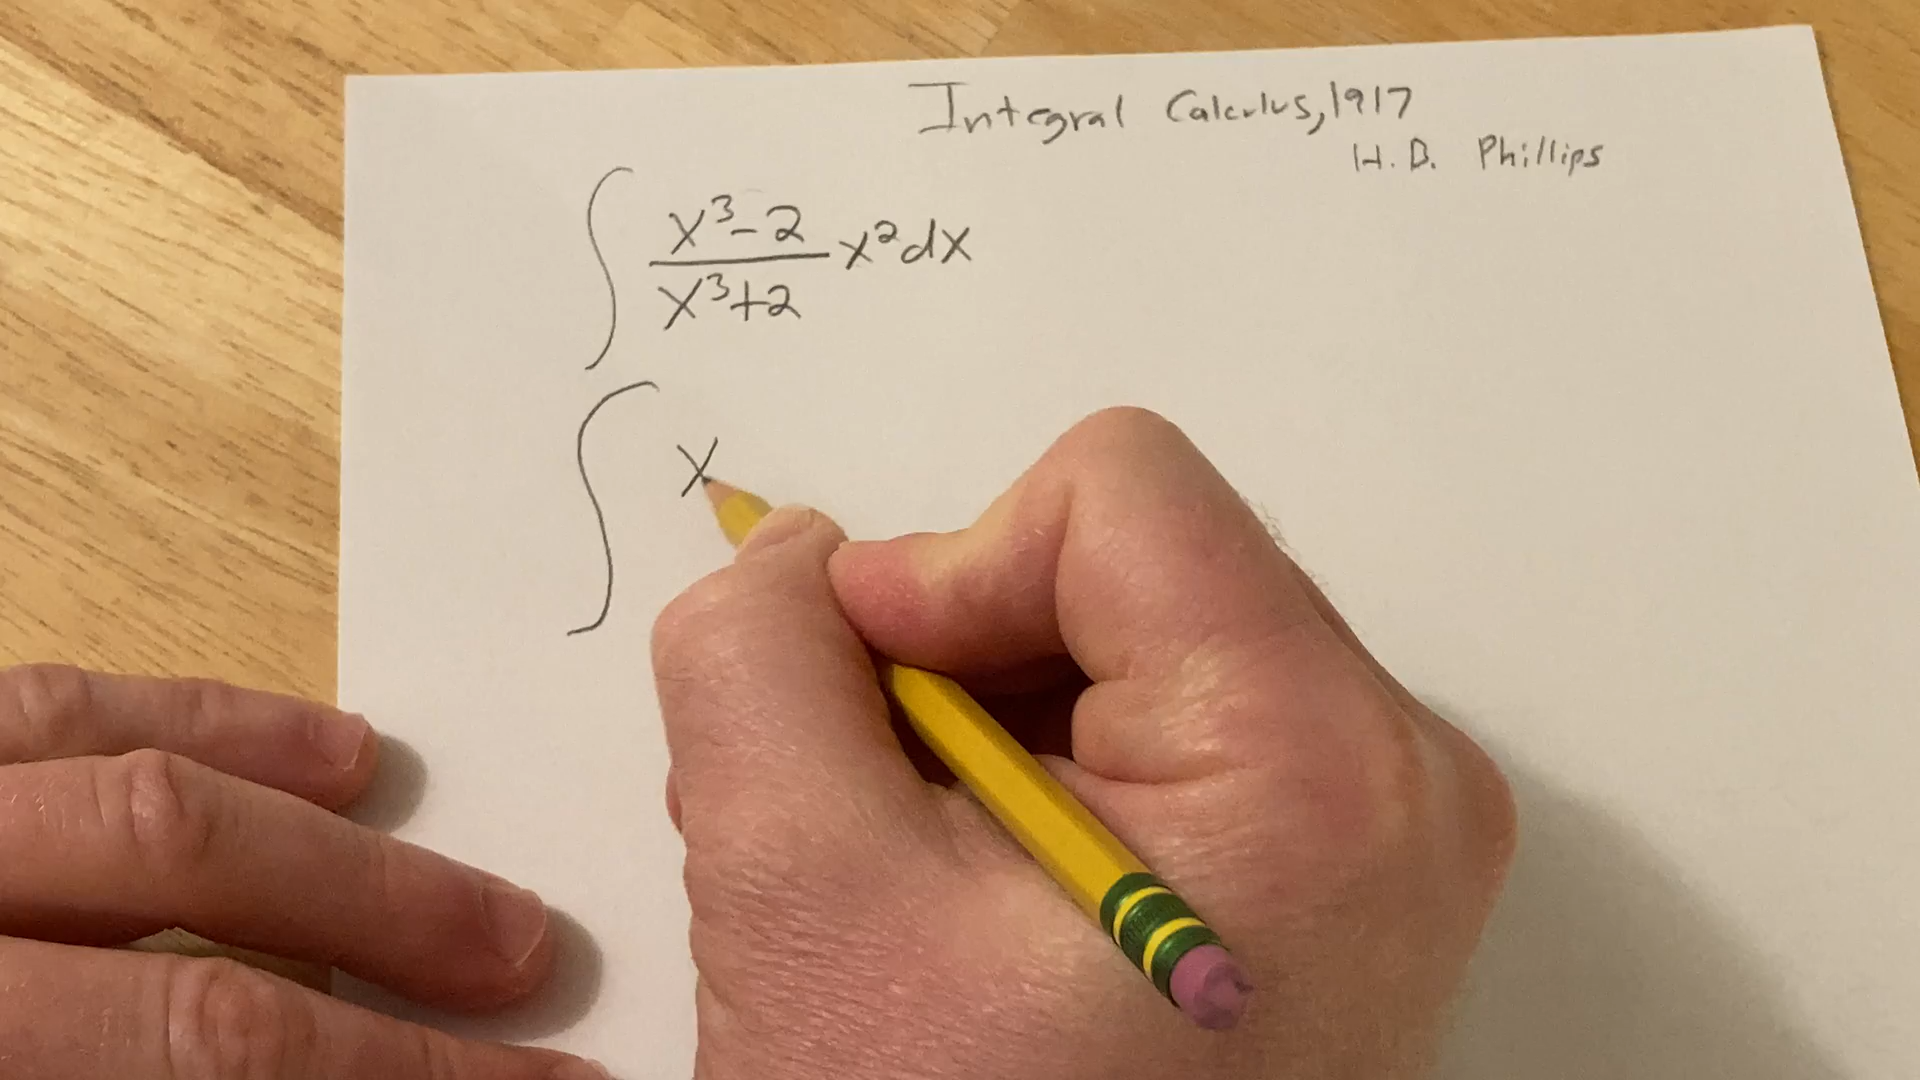 Integral Calculus, 1917
H. B. Phillips
∫ x³-2/x³+2 x²dx
∫ x